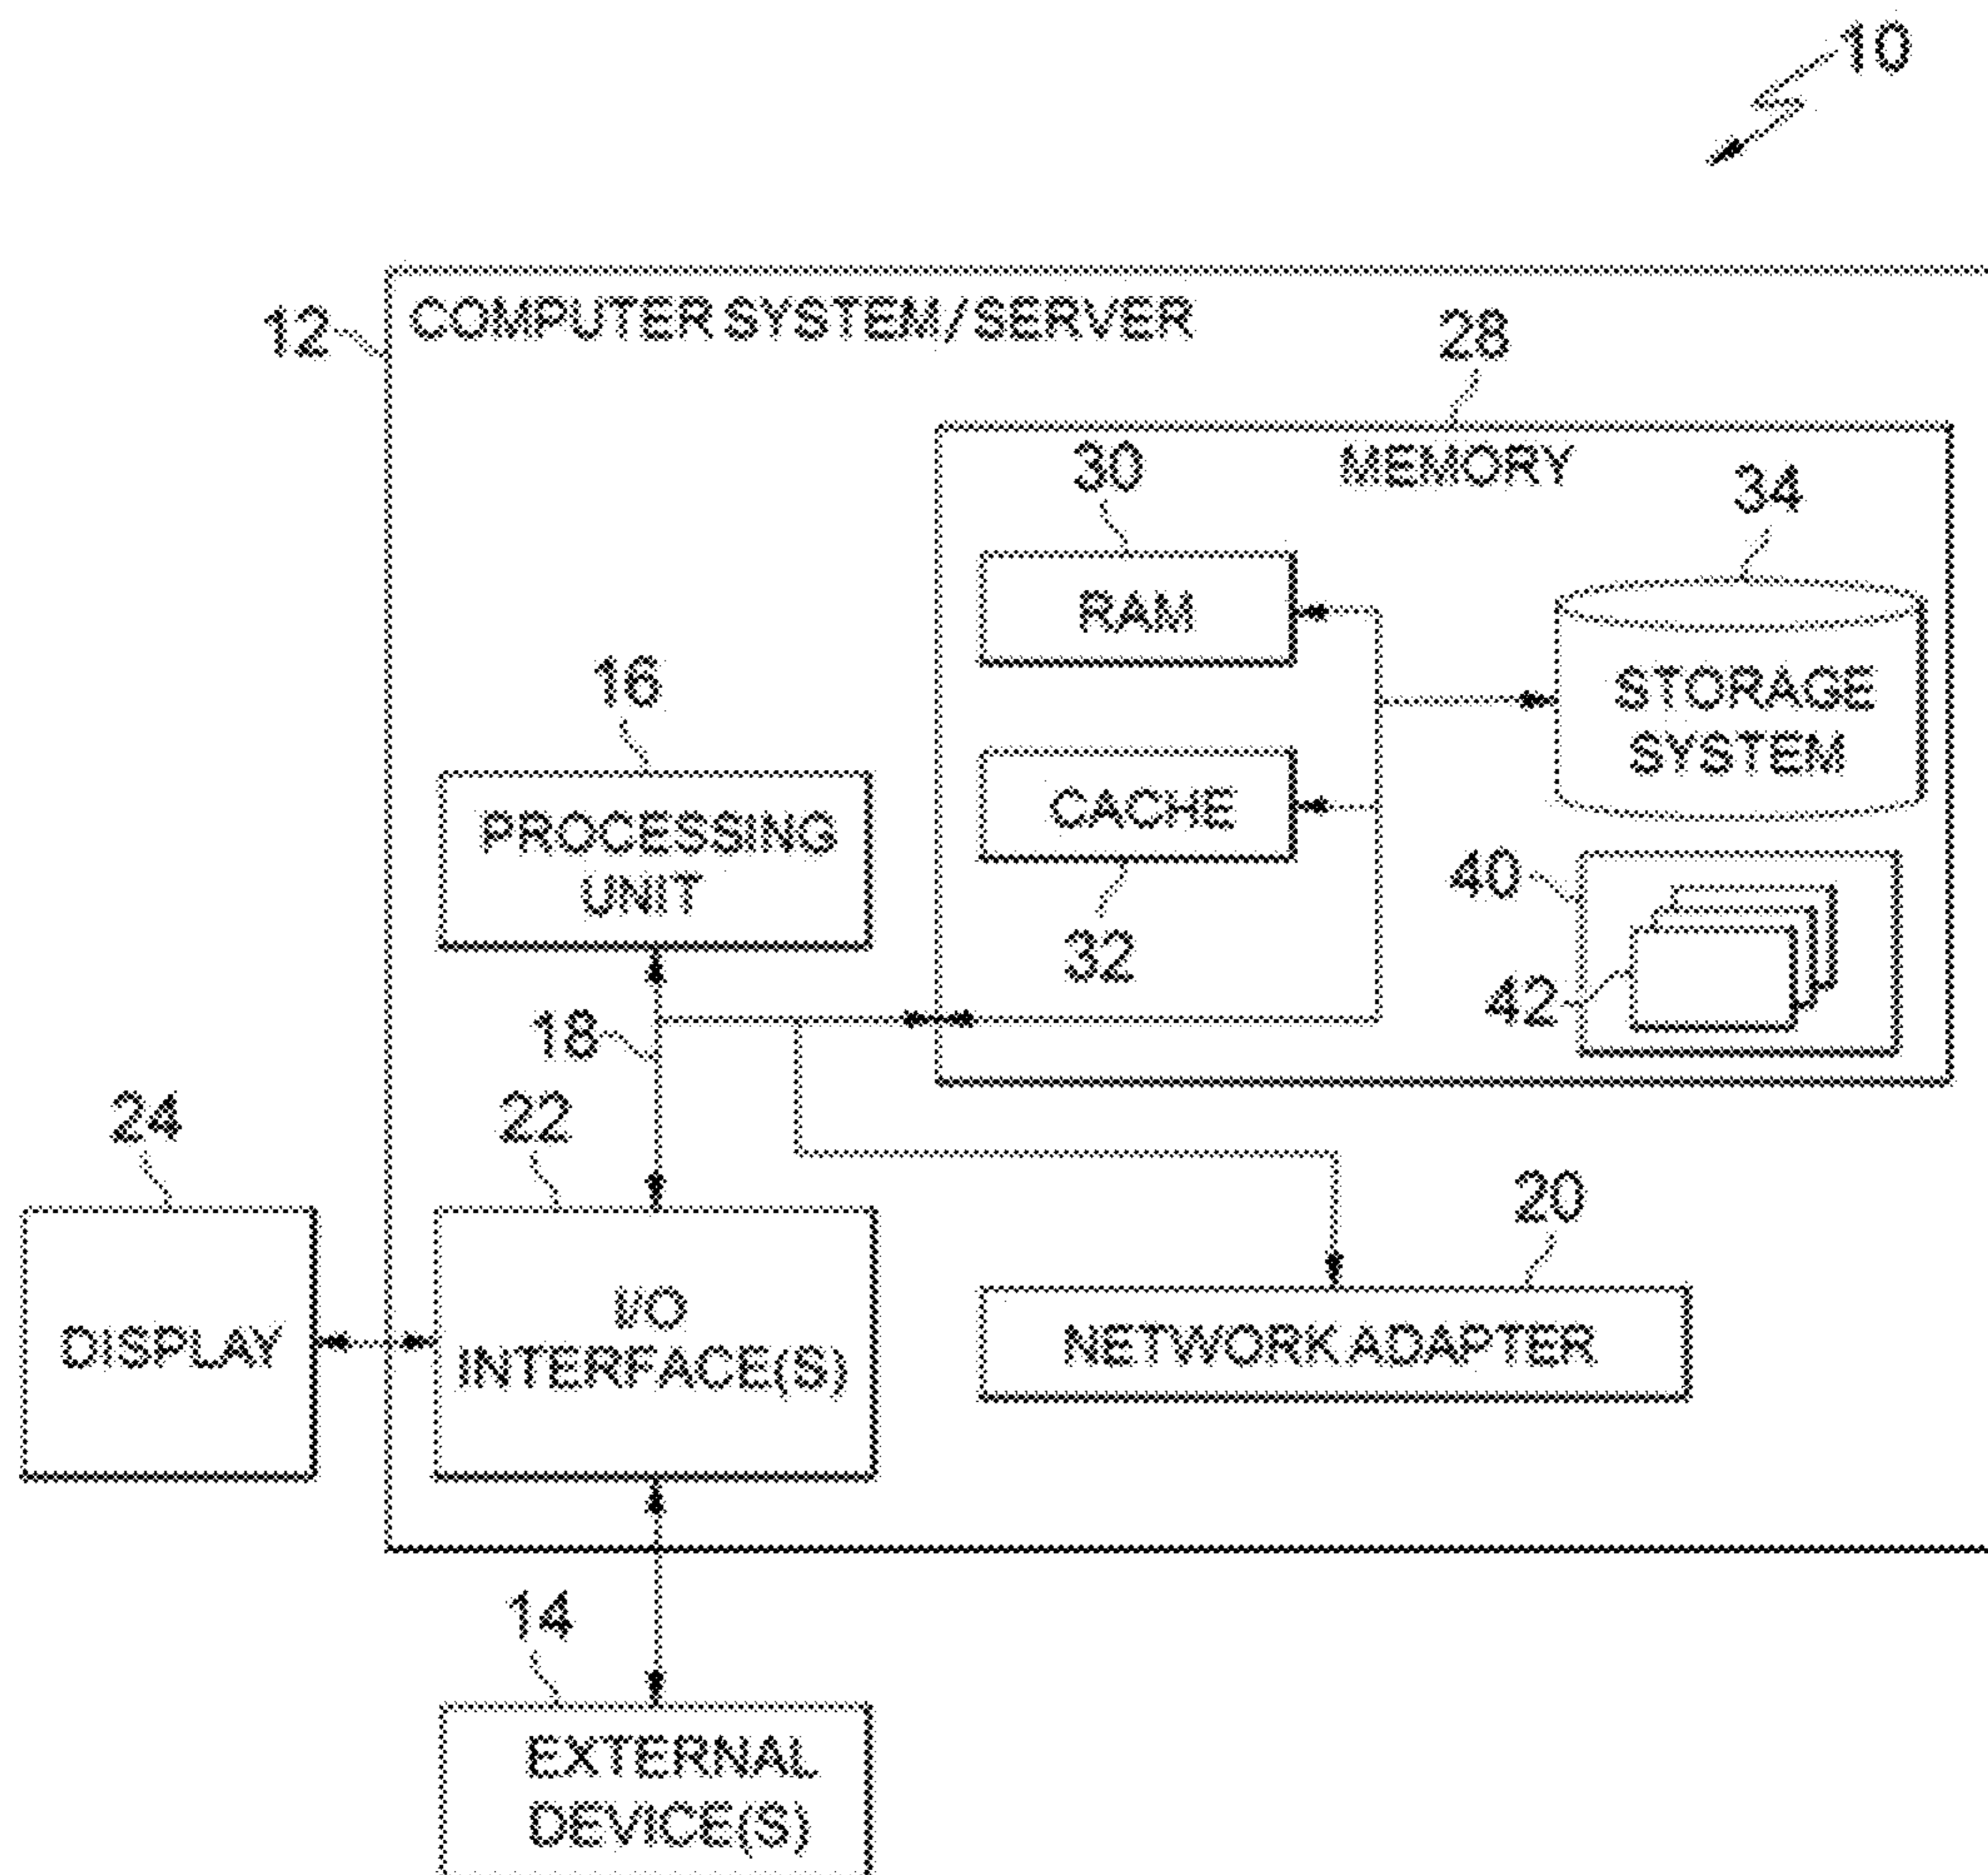 10
12
COMPUTER SYSTEM/SERVER
28
MEMORY
30
34
RAM
STORAGE
SYSTEM
16
PROCESSING
UNIT
CACHE
32
40
42
18
24
22
20
DISPLAY
I/O
INTERFACE(S)
NETWORK ADAPTER
14
EXTERNAL
DEVICE(S)